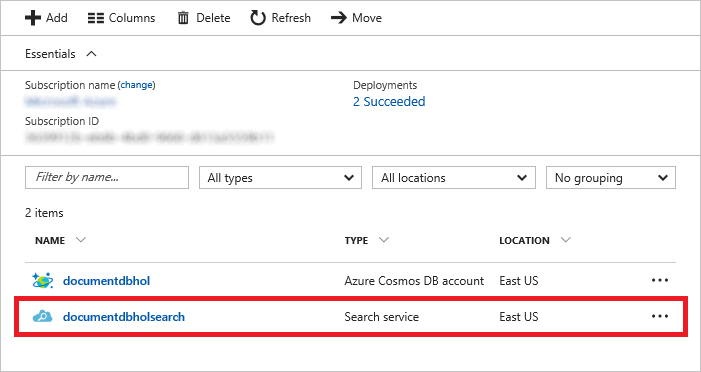 Add Columns Delete Refresh Move
Essentials
Subscription name (change) Deployments
2 Succeeded
Subscription ID
Filter by name... All types All locations No grouping
2 items
NAME TYPE LOCATION
documentdbhol Azure Cosmos DB account East US ...
documentdbholsearch Search service East US ...